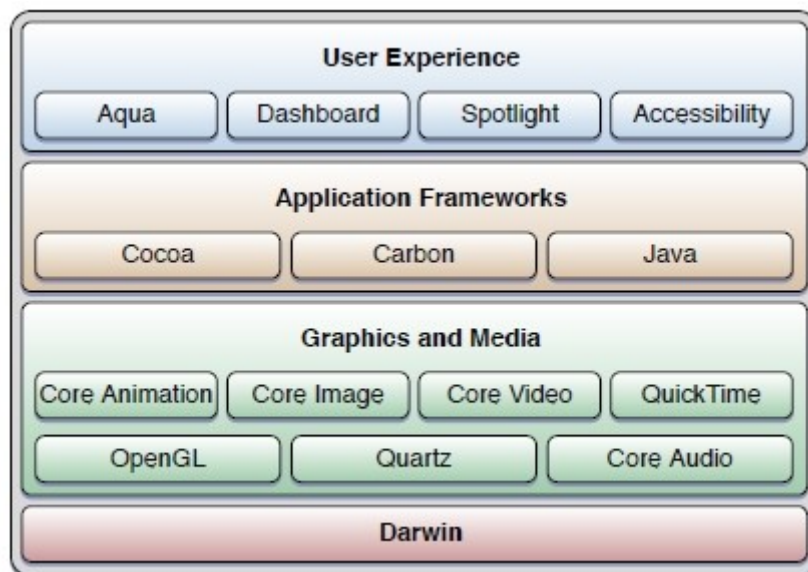 User Experience
Aqua Dashboard Spotlight Accessibility
Application Frameworks
Cocoa Carbon Java
Graphics and Media
Core Animation Core Image Core Video QuickTime
OpenGL Quartz Core Audio
Darwin